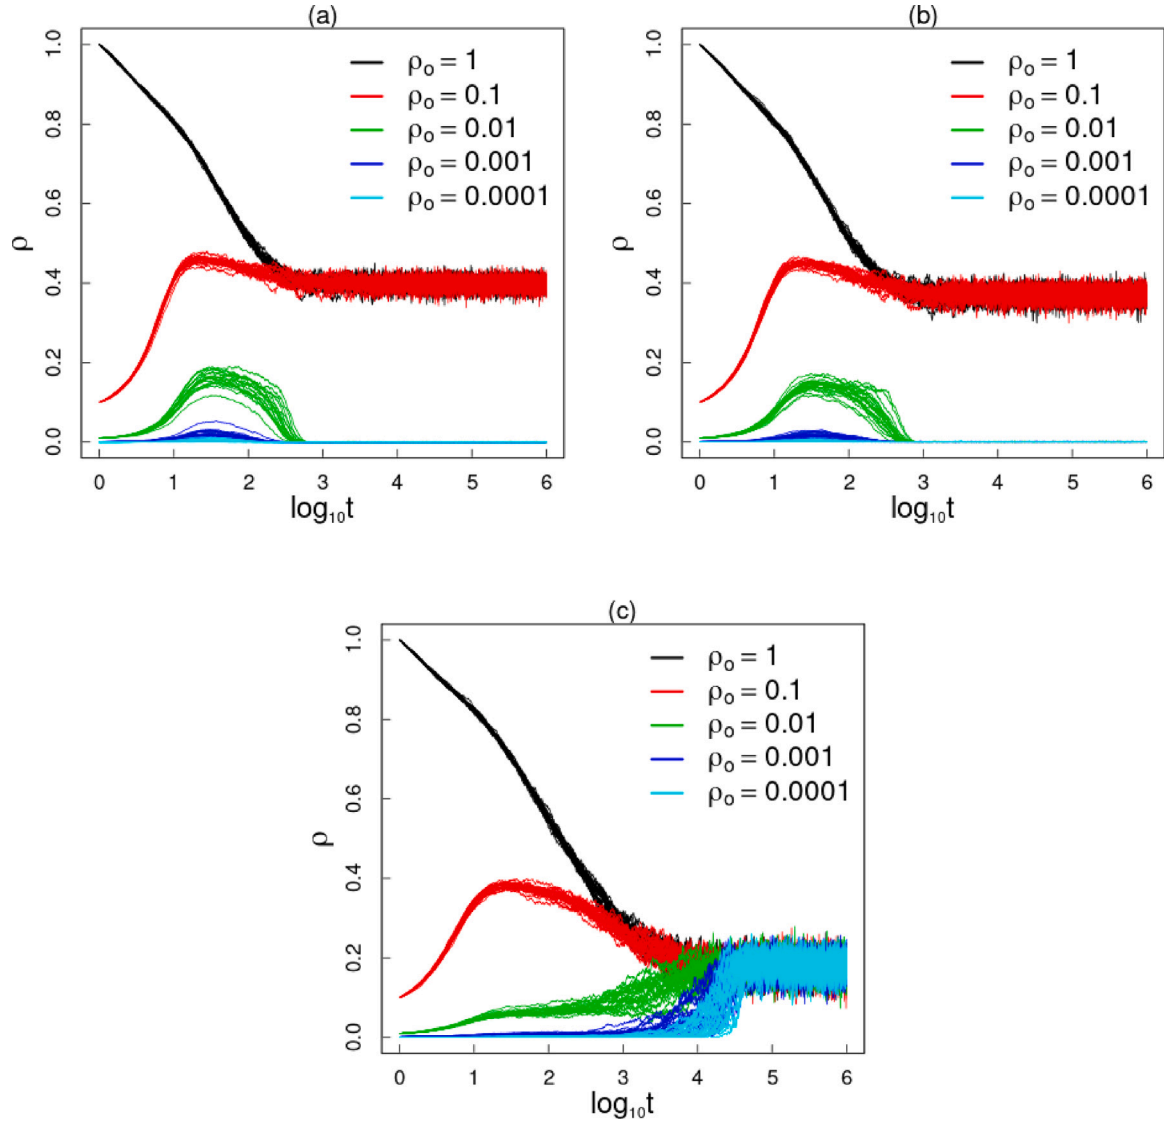 (a)
1.0
0.8
0.6
0.4
0.2
0.0
ρ
ρₒ = 1
ρₒ = 0.1
ρₒ = 0.01
ρₒ = 0.001
ρₒ = 0.0001
0 1 2 3 4 5 6
log₁₀t
(b)
1.0
0.8
0.6
0.4
0.2
0.0
ρ
ρₒ = 1
ρₒ = 0.1
ρₒ = 0.01
ρₒ = 0.001
ρₒ = 0.0001
0 1 2 3 4 5 6
log₁₀t
(c)
1.0
0.8
0.6
0.4
0.2
0.0
ρ
ρₒ = 1
ρₒ = 0.1
ρₒ = 0.01
ρₒ = 0.001
ρₒ = 0.0001
0 1 2 3 4 5 6
log₁₀t